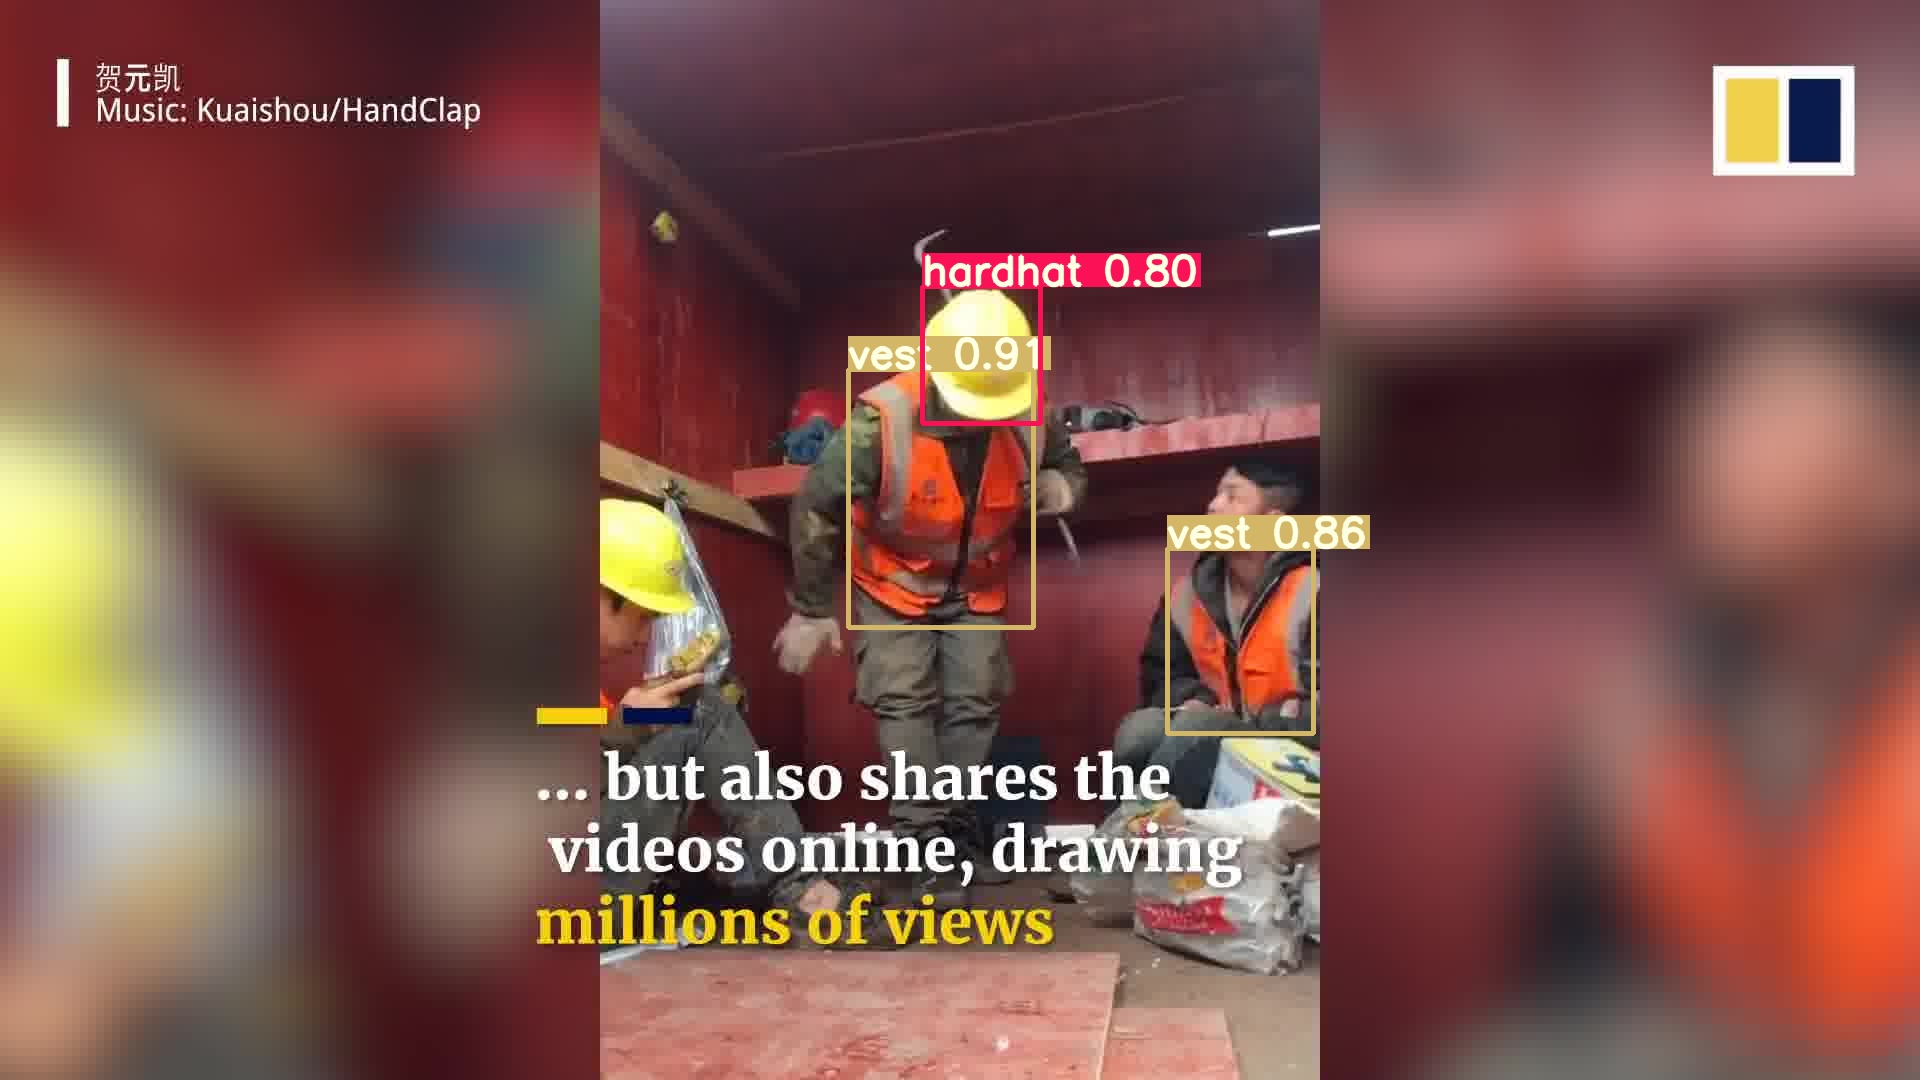 贺元凯
Music: Kuaishou/HandClap
hardhat 0.80
vest 0.91
vest 0.86
... but also shares the
videos online, drawing
millions of views